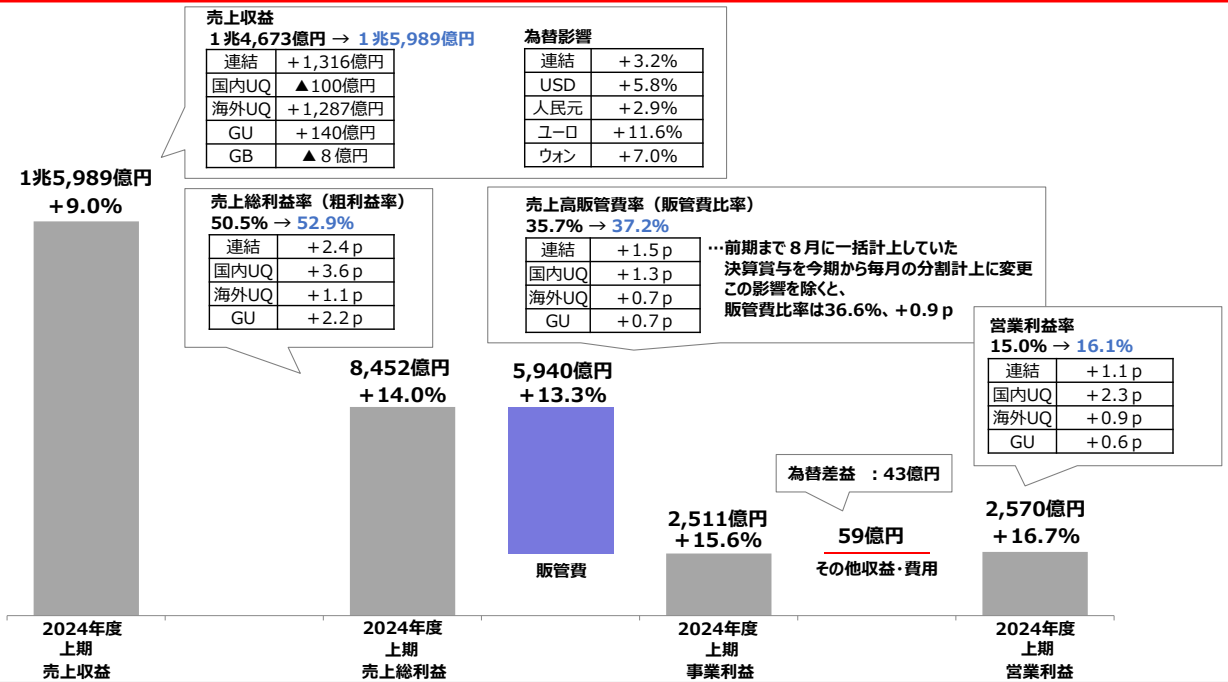 売上収益
1兆4,673億円 → 1兆5,989億円
連結 +1,316億円
国内UQ ▲100億円
海外UQ +1,287億円
GU +140億円
GB ▲8億円
為替影響
連結 +3.2%
USD +5.8%
人民元 +2.9%
ユーロ +11.6%
ウォン +7.0%
1兆5,989億円
+9.0%
売上総利益率（粗利益率）
50.5% → 52.9%
連結 +2.4p
国内UQ +3.6p
海外UQ +1.1p
GU +2.2p
売上高販管費率（販管費比率）
35.7% → 37.2%
連結 +1.5p
国内UQ +1.3p
海外UQ +0.7p
GU +0.7p
…前期まで8月に一括計上していた
決算賞与を今期から毎月の分割計上に変更
この影響を除くと、
販管費比率は36.6%、+0.9p
営業利益率
15.0% → 16.1%
連結 +1.1p
国内UQ +2.3p
海外UQ +0.9p
GU +0.6p
8,452億円
+14.0%
5,940億円
+13.3%
販管費
2,511億円
+15.6%
為替差益 ：43億円
59億円
その他収益・費用
2,570億円
+16.7%
2024年度
上期
売上収益
2024年度
上期
売上総利益
2024年度
上期
事業利益
2024年度
上期
営業利益